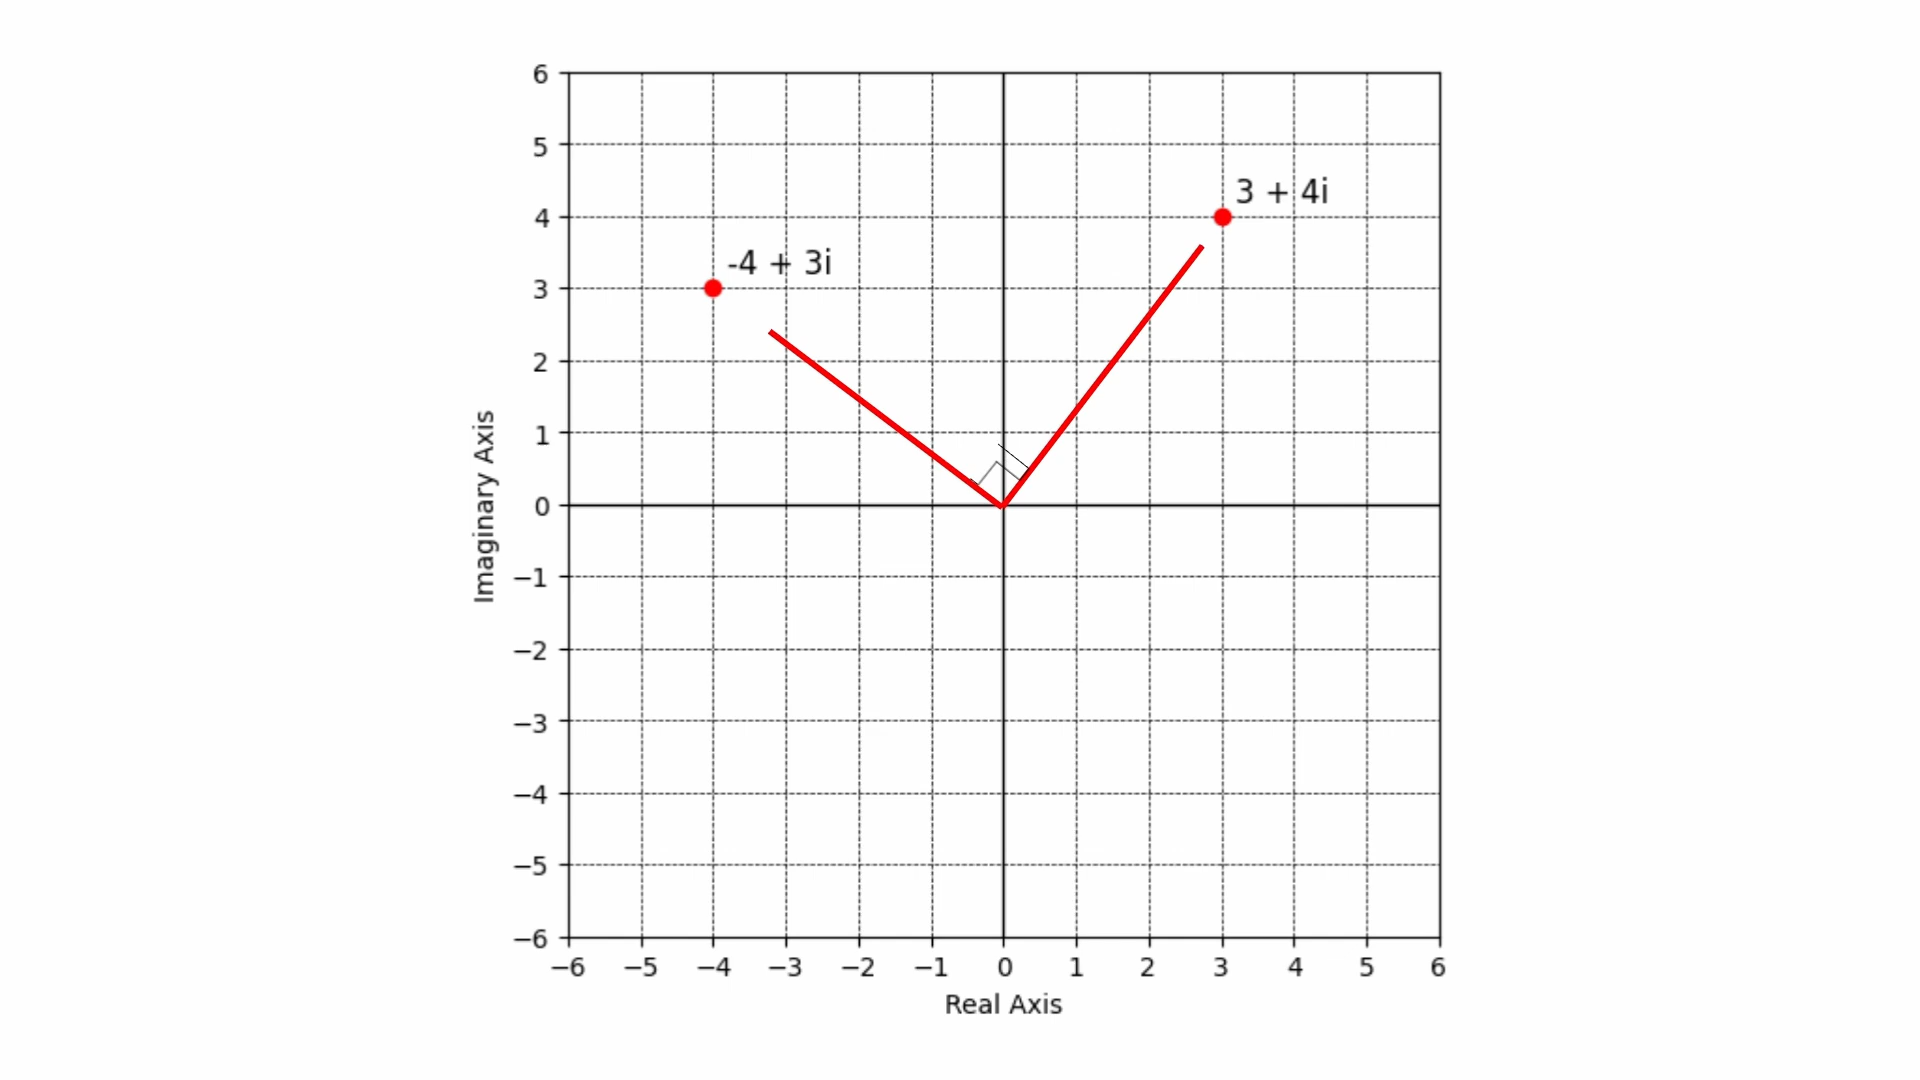 6
5
3 + 4i
4
-4 + 3i
3
2
1
0
−1
−2
−3
−4
−5
−6
Imaginary Axis
−6 −5 −4 −3 −2 −1 0 1 2 3 4 5 6
Real Axis